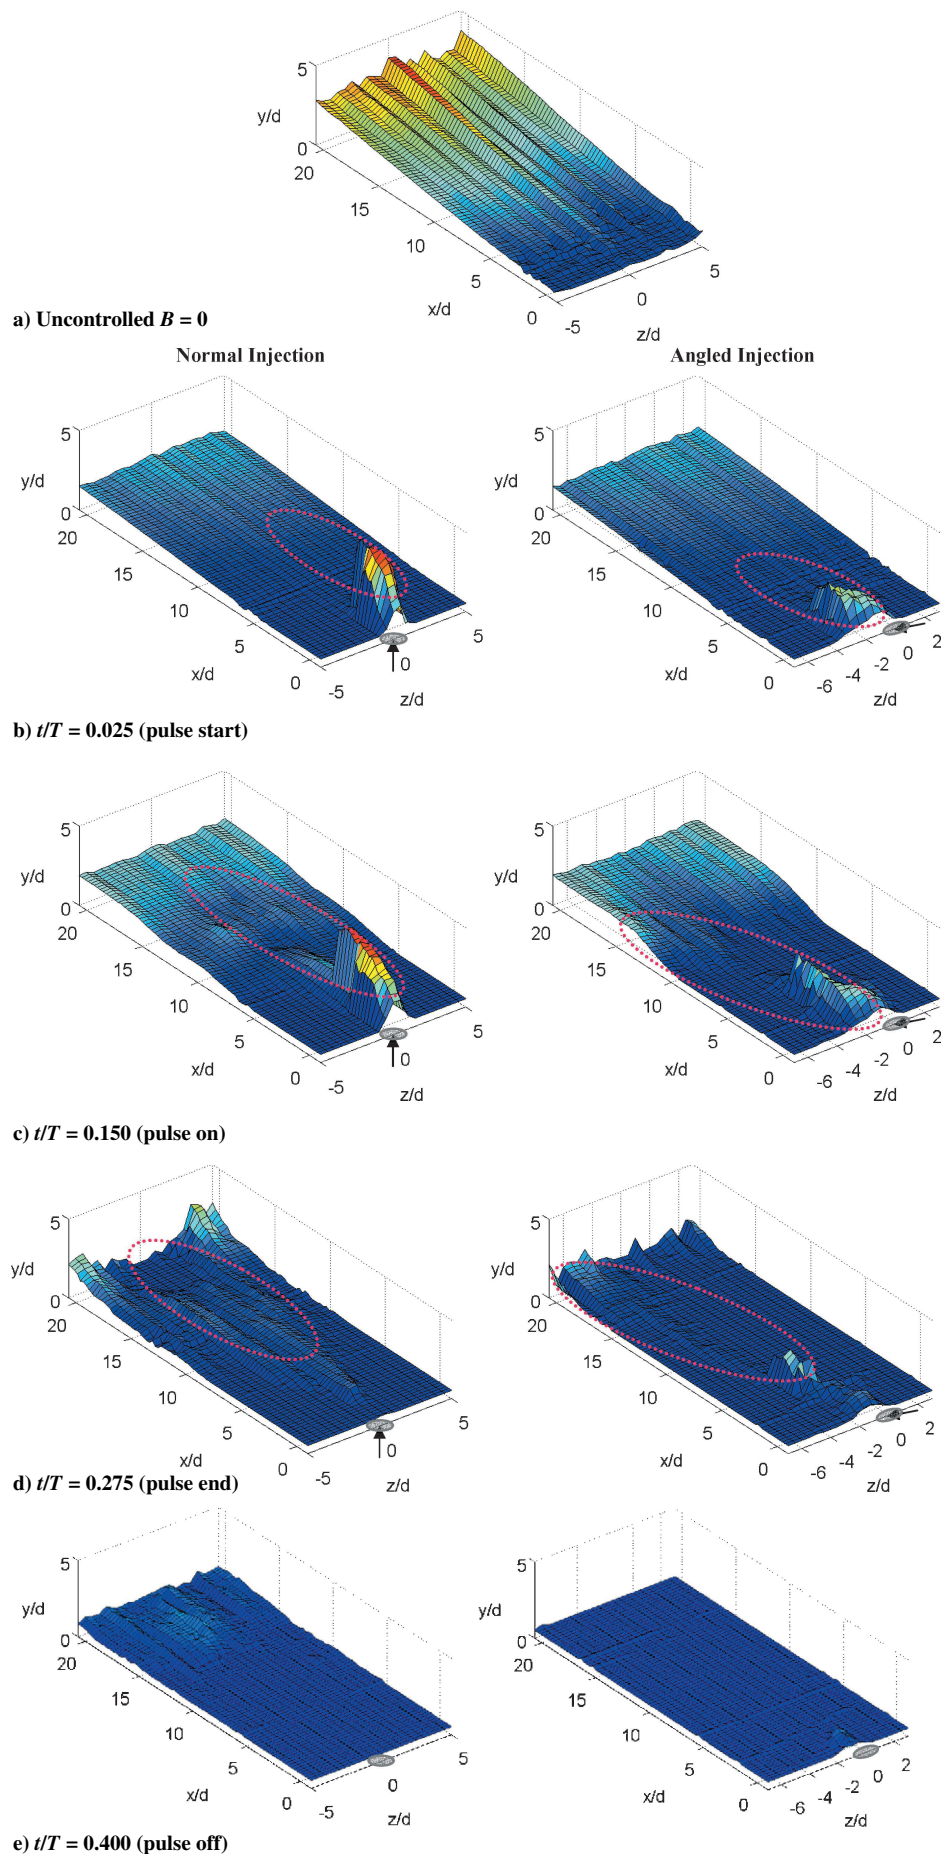 5
y/d
0
20
15
10
5
0
x/d
-5
0
5
z/d
a) Uncontrolled B = 0
Normal Injection
Angled Injection
5
y/d
0
20
15
10
5
0
x/d
-5
0
5
z/d
5
y/d
0
20
15
10
5
0
x/d
-6
-4
-2
0
2
z/d
b) t/T = 0.025 (pulse start)
5
y/d
0
20
15
10
5
0
x/d
-5
0
5
z/d
5
y/d
0
20
15
10
5
0
x/d
-6
-4
-2
0
2
z/d
c) t/T = 0.150 (pulse on)
5
y/d
0
20
15
10
5
0
x/d
-5
0
5
z/d
5
y/d
0
20
15
10
5
0
x/d
-6
-4
-2
0
2
z/d
d) t/T = 0.275 (pulse end)
5
y/d
0
20
15
10
5
0
x/d
-5
0
5
z/d
5
y/d
0
20
15
10
5
0
x/d
-6
-4
-2
0
2
z/d
e) t/T = 0.400 (pulse off)